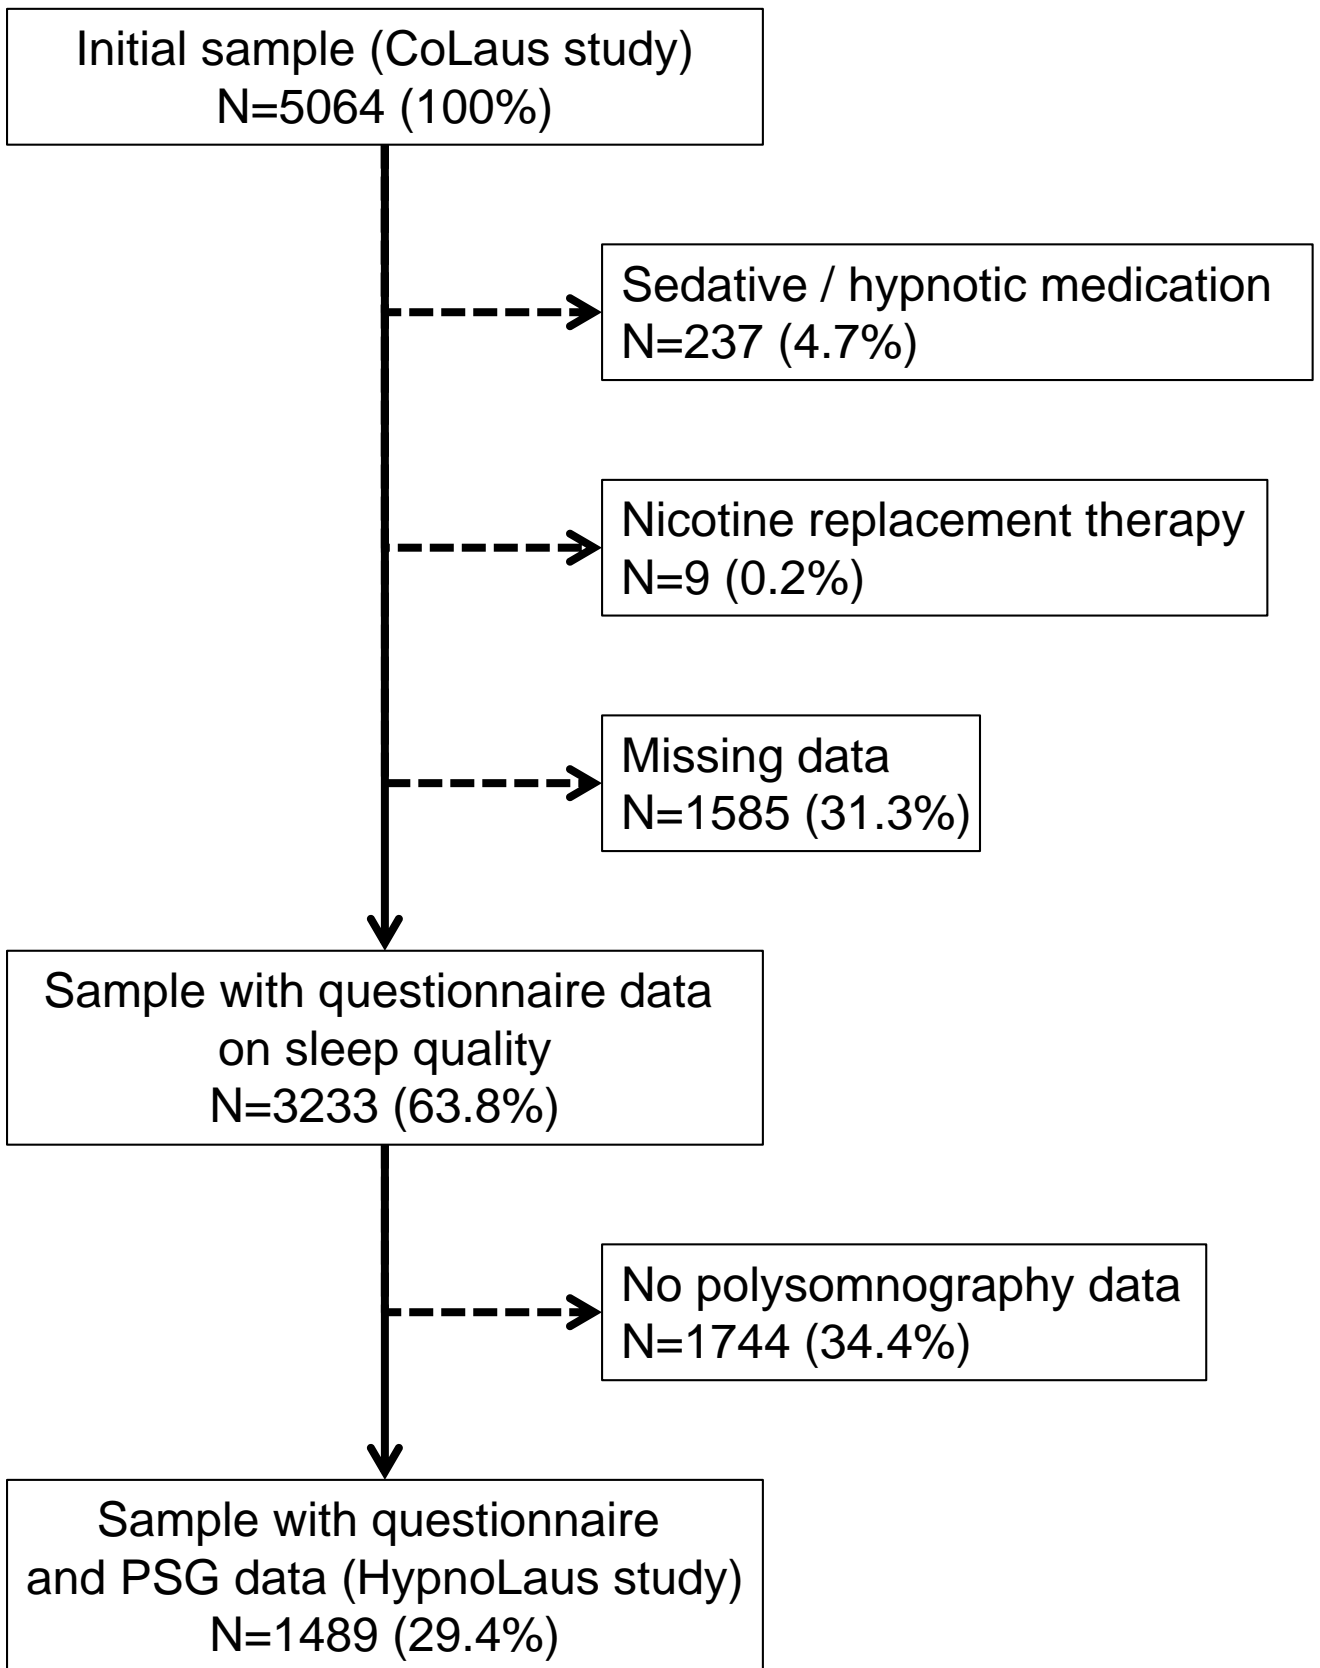 Initial sample (CoLaus study)
N=5064 (100%)
Sedative / hypnotic medication
N=237 (4.7%)
Nicotine replacement therapy
N=9 (0.2%)
Missing data
N=1585 (31.3%)
Sample with questionnaire data
on sleep quality
N=3233 (63.8%)
No polysomnography data
N=1744 (34.4%)
Sample with questionnaire
and PSG data (HypnoLaus study)
N=1489 (29.4%)